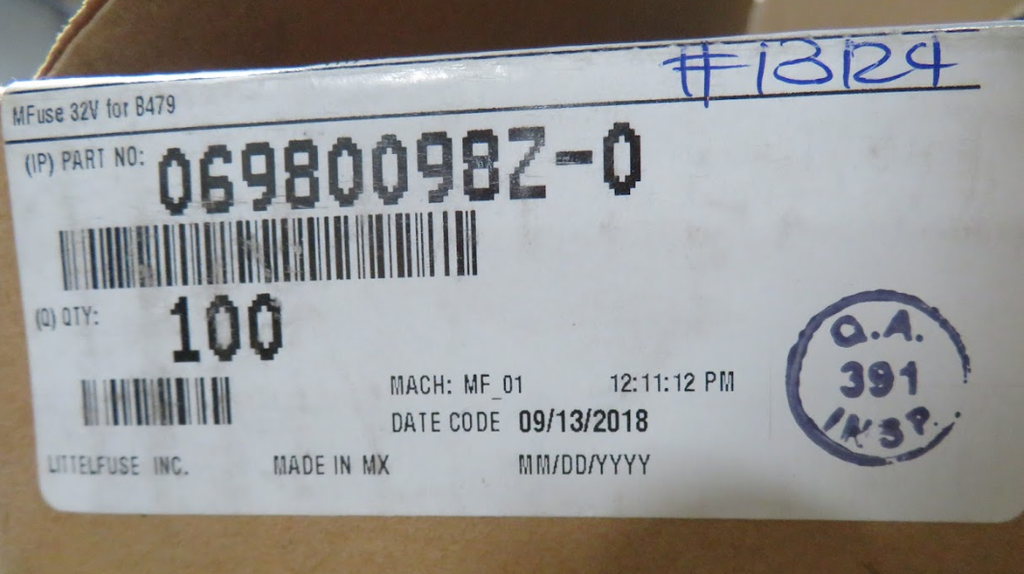 #13124
MFuse 32V for B479
(IP) PART NO: 06980098Z-0
(Q) QTY: 100
MACH: MF_01 12:11:12 PM
DATE CODE 09/13/2018
LITTELFUSE INC. MADE IN MX MM/DD/YYYY
Q.A.
391
INSP.